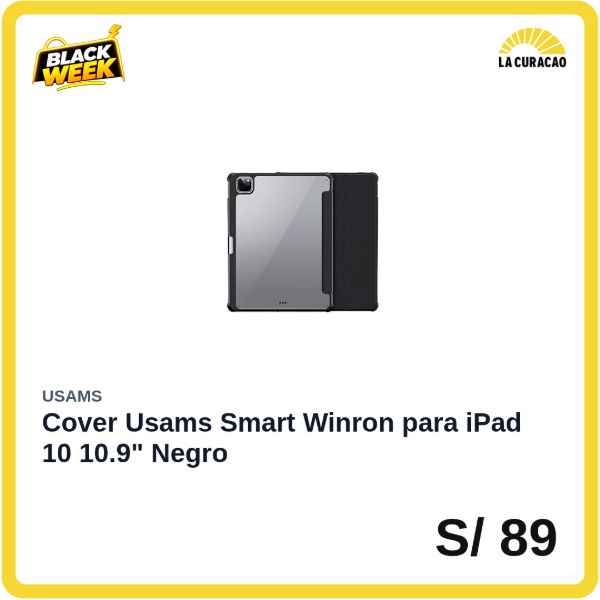 BLACK
WEEK
LA CURACAO
USAMS
Cover Usams Smart Winron para iPad
10 10.9" Negro
S/ 89